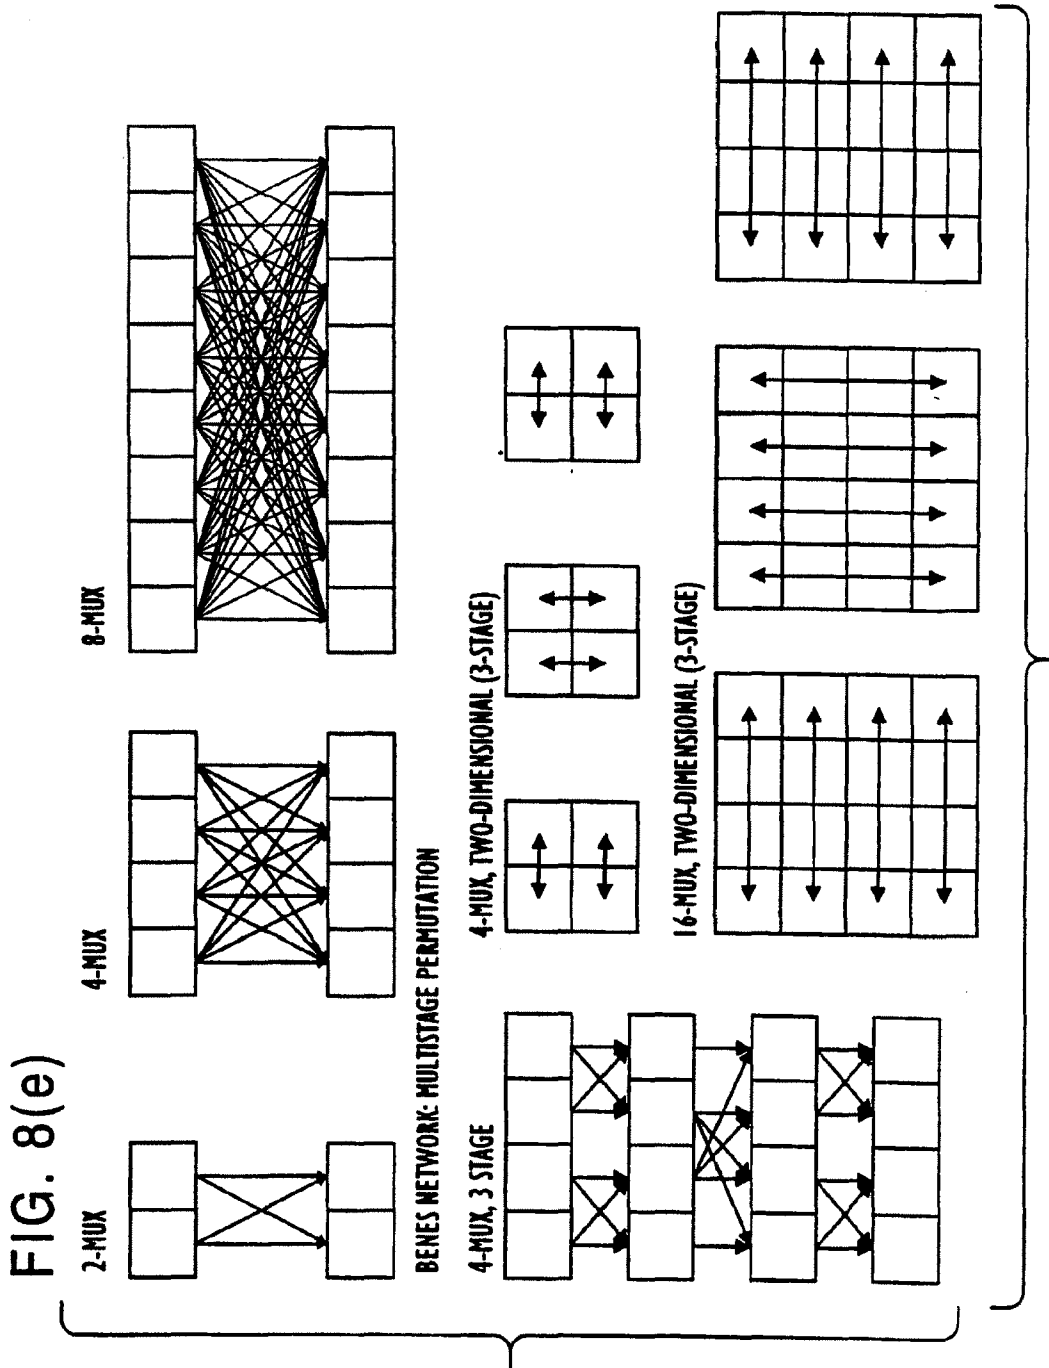 FIG. 8(e)
2-MUX
4-MUX
8-MUX
BENES NETWORK: MULTISTAGE PERMUTATION
4-MUX, 3 STAGE
4-MUX, TWO-DIMENSIONAL (3-STAGE)
16-MUX, TWO-DIMENSIONAL (3-STAGE)